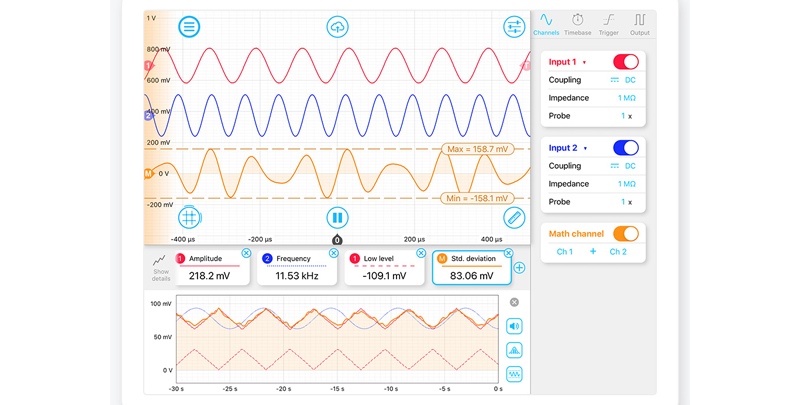 1 V
800 mV
600 mV
400 mV
200 mV
0 V
-200 mV
1
2
M
1
Max = 158.7 mV
Min = -158.1 mV
-400 µs
-200 µs
0
200 µs
400 µs
Channels
Timebase
Trigger
Output
Input 1
Coupling
DC
Impedance
1 MΩ
Probe
1 x
Input 2
Coupling
DC
Impedance
1 MΩ
Probe
1 x
Math channel
Ch 1 + Ch 2
Show
details
1 Amplitude
218.2 mV
2 Frequency
11.53 kHz
1 Low level
-109.1 mV
M Std. deviation
83.06 mV
100 mV
50 mV
0 V
-30 s
-25 s
-20 s
-15 s
-10 s
-5 s
0 s